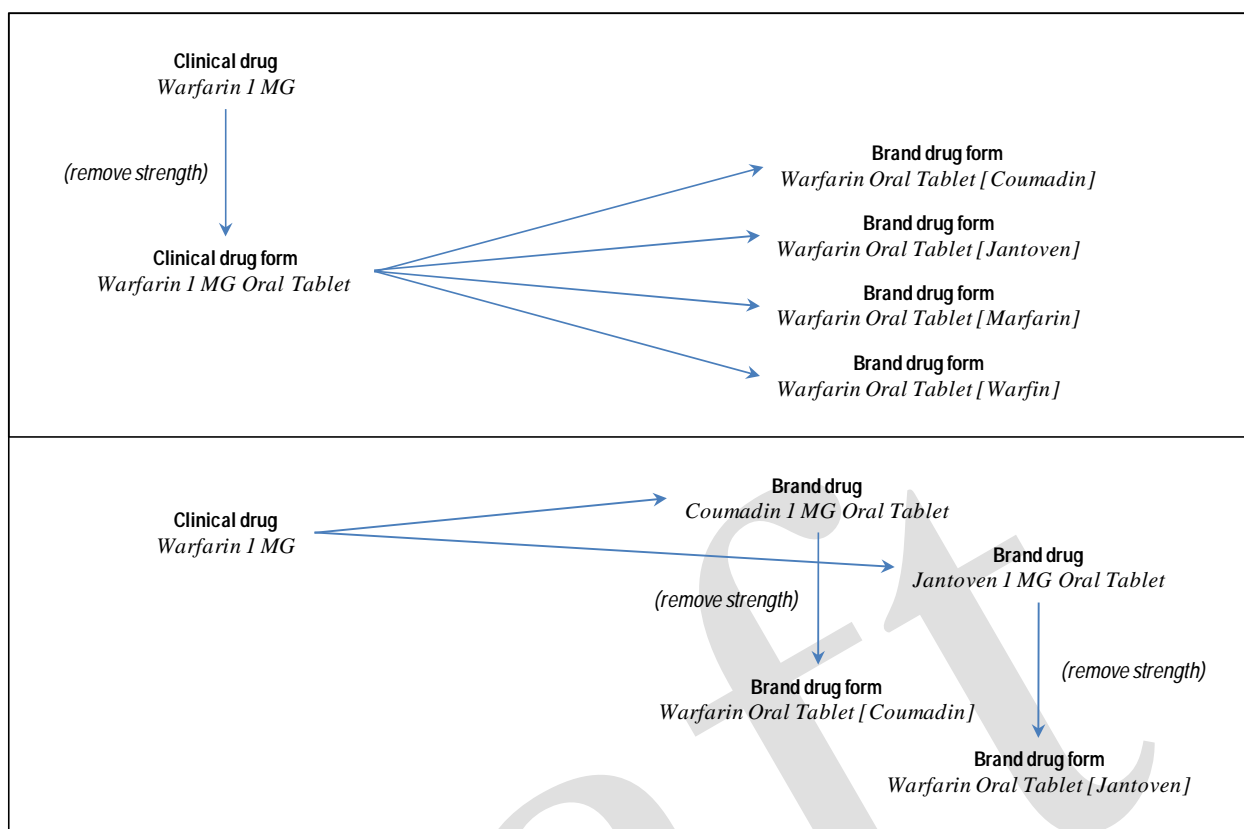 Clinical drug
Warfarin 1 MG
(remove strength)
Clinical drug form
Warfarin 1 MG Oral Tablet
Brand drug form
Warfarin Oral Tablet [Coumadin]
Brand drug form
Warfarin Oral Tablet [Jantoven]
Brand drug form
Warfarin Oral Tablet [Marfarin]
Brand drug form
Warfarin Oral Tablet [Warfin]
Clinical drug
Warfarin 1 MG
Brand drug
Coumadin 1 MG Oral Tablet
Brand drug
Jantoven 1 MG Oral Tablet
(remove strength)
(remove strength)
Brand drug form
Warfarin Oral Tablet [Coumadin]
Brand drug form
Warfarin Oral Tablet [Jantoven]